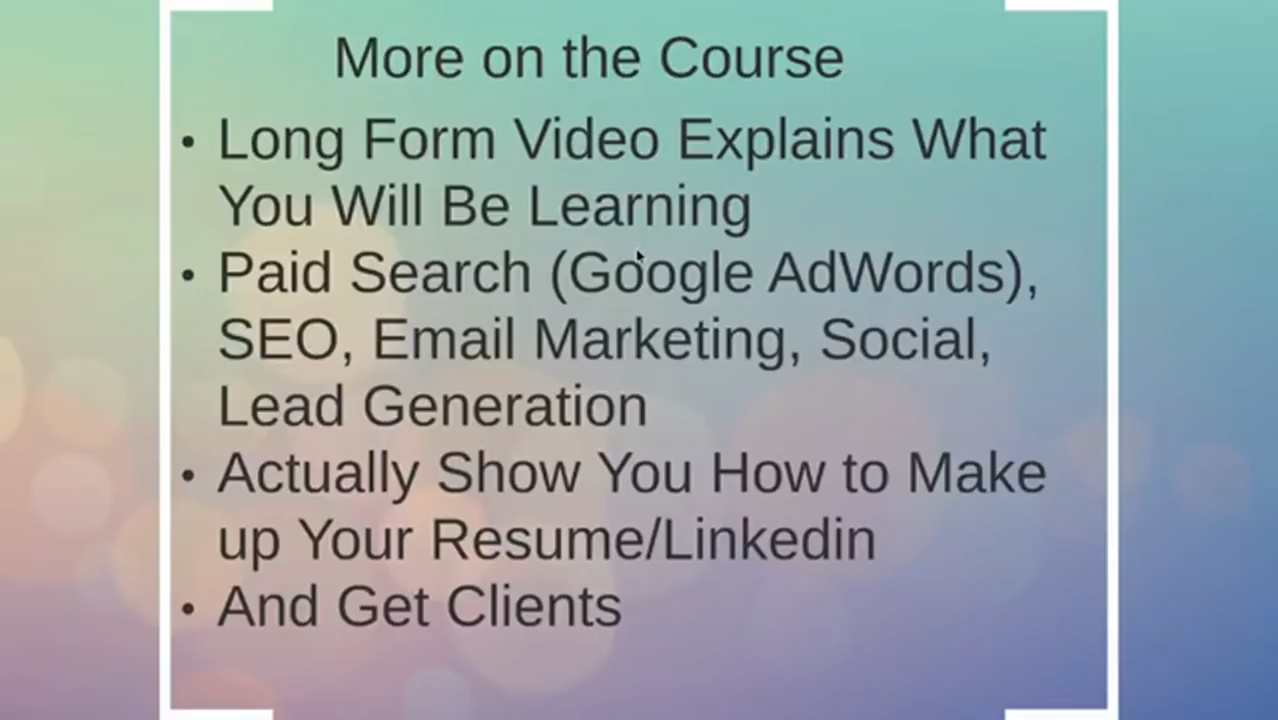 More on the Course
• Long Form Video Explains What
You Will Be Learning
• Paid Search (Google AdWords),
SEO, Email Marketing, Social,
Lead Generation
• Actually Show You How to Make
up Your Resume/Linkedin
• And Get Clients